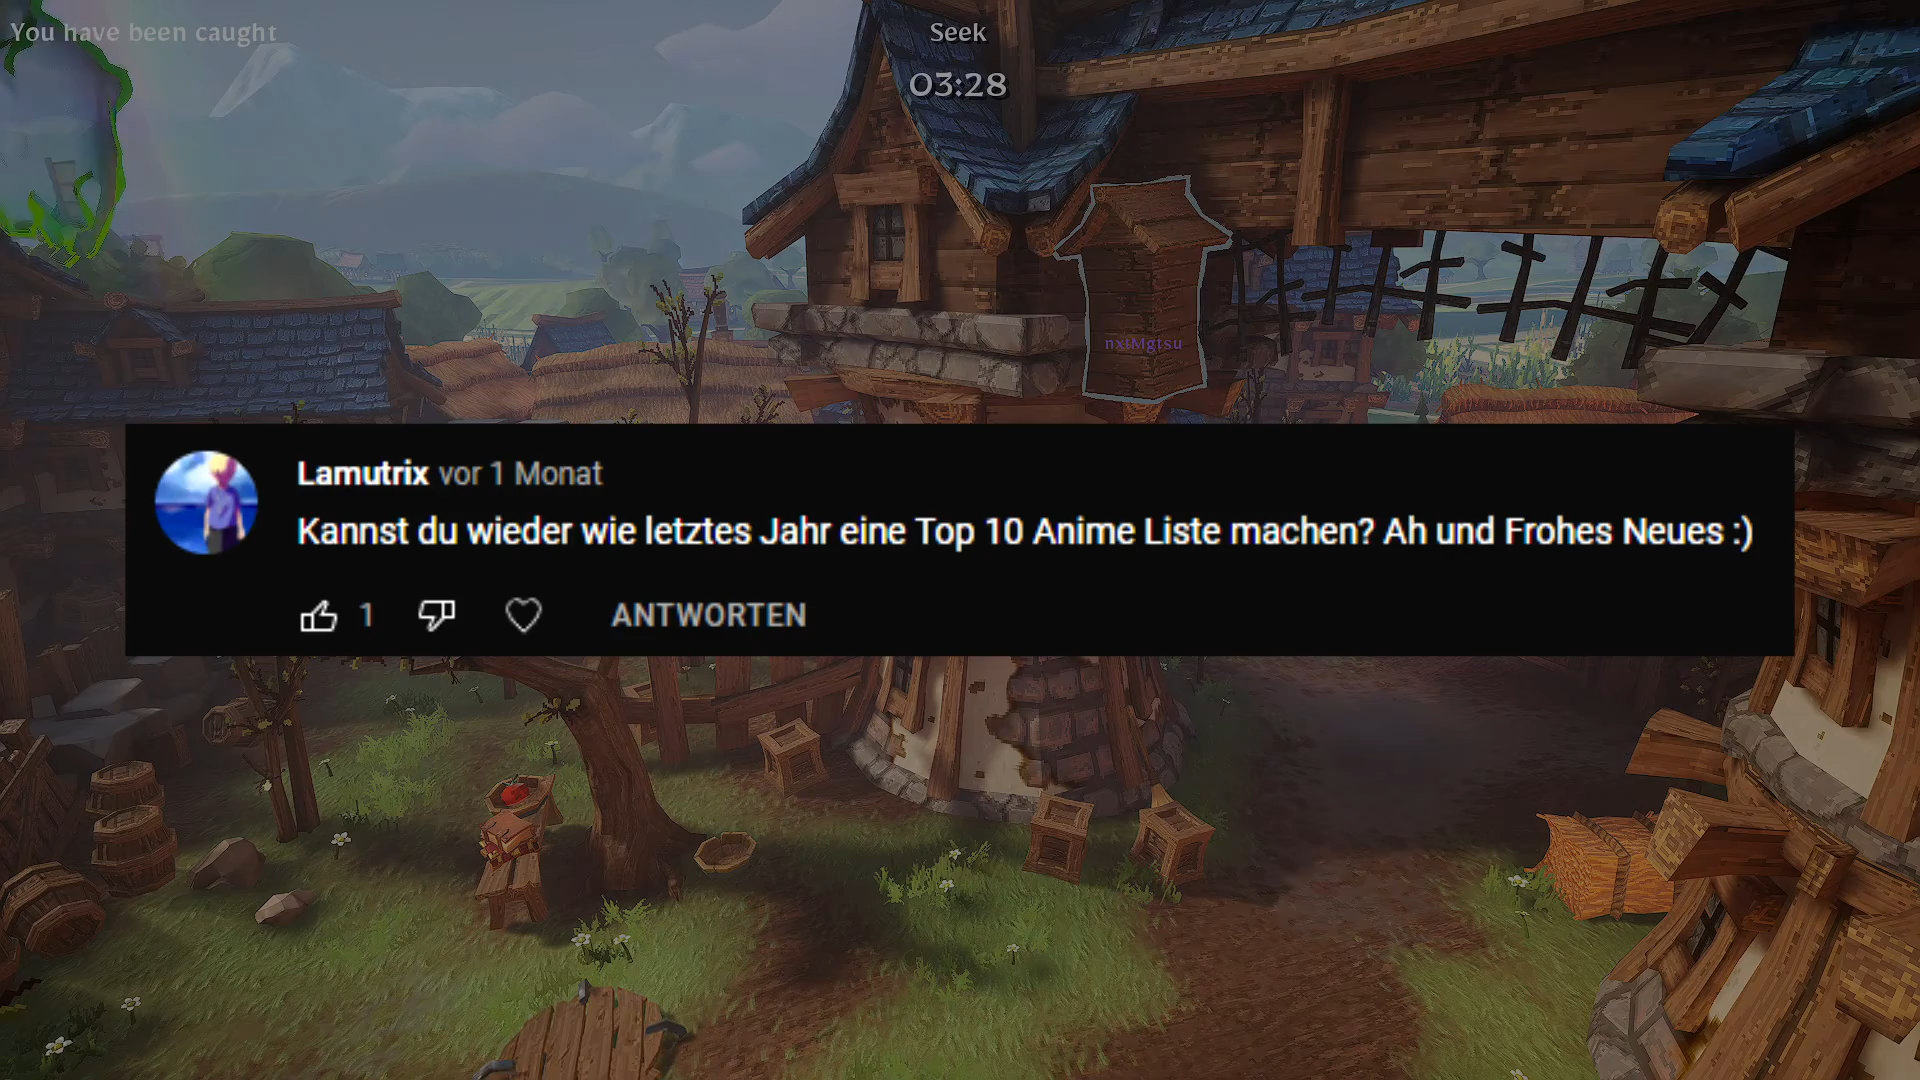 You have been caught
Seek
03:28
nxtMgtsu
Lamutrix vor 1 Monat
Kannst du wieder wie letztes Jahr eine Top 10 Anime Liste machen? Ah und Frohes Neues :)
1
ANTWORTEN